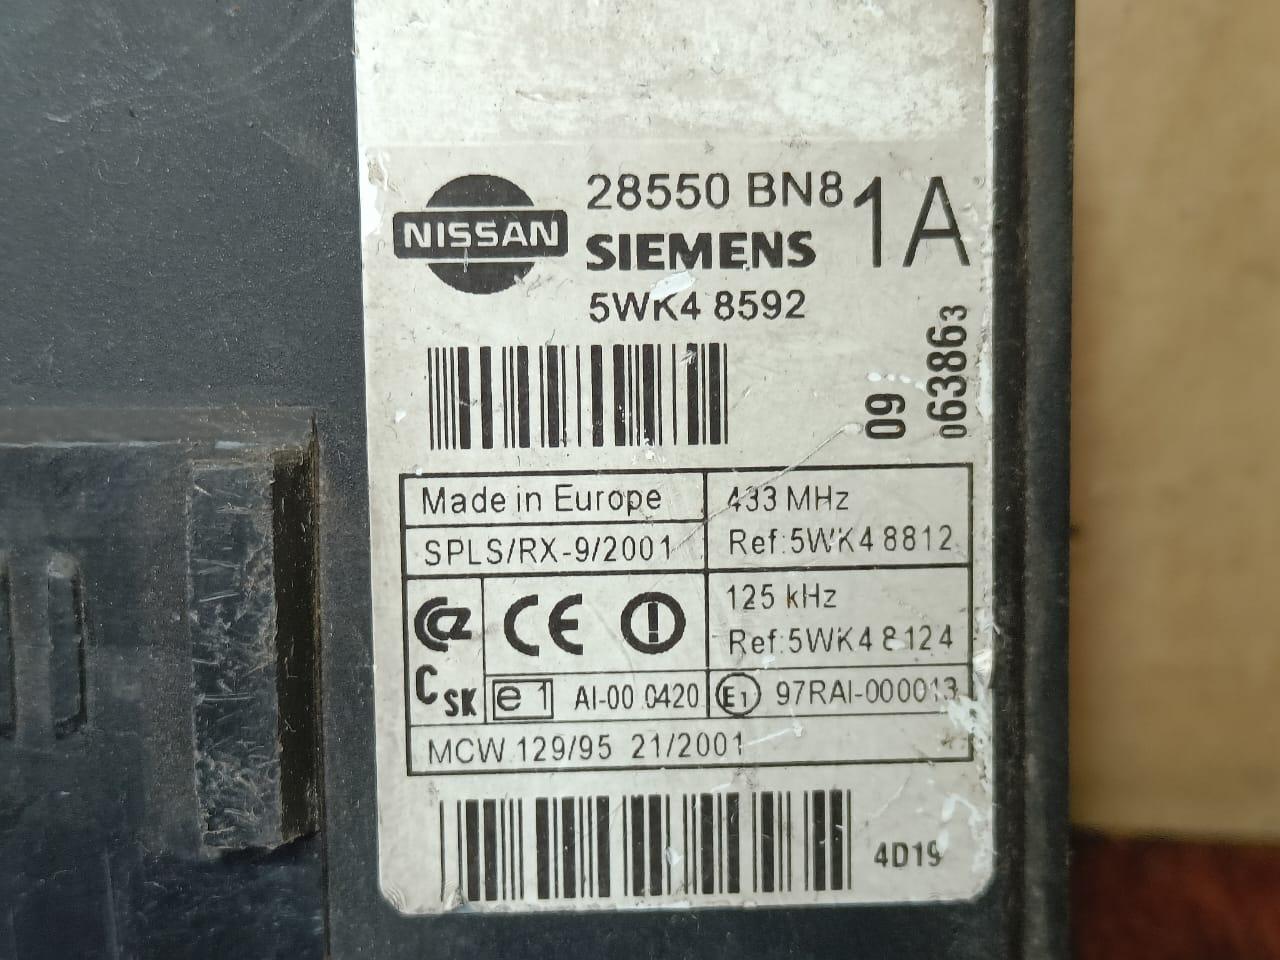 NISSAN
28550 BN8 1A
SIEMENS
5WK4 8592
09
063863
Made in Europe
433 MHz
Ref:5WK4 8812
SPLS/RX-9/2001
125 kHz
Ref:5WK4 8124
CE
CSK
e1 AI-00 0420
E1 97RAI-000013
MCW 129/95 21/2001
4D19